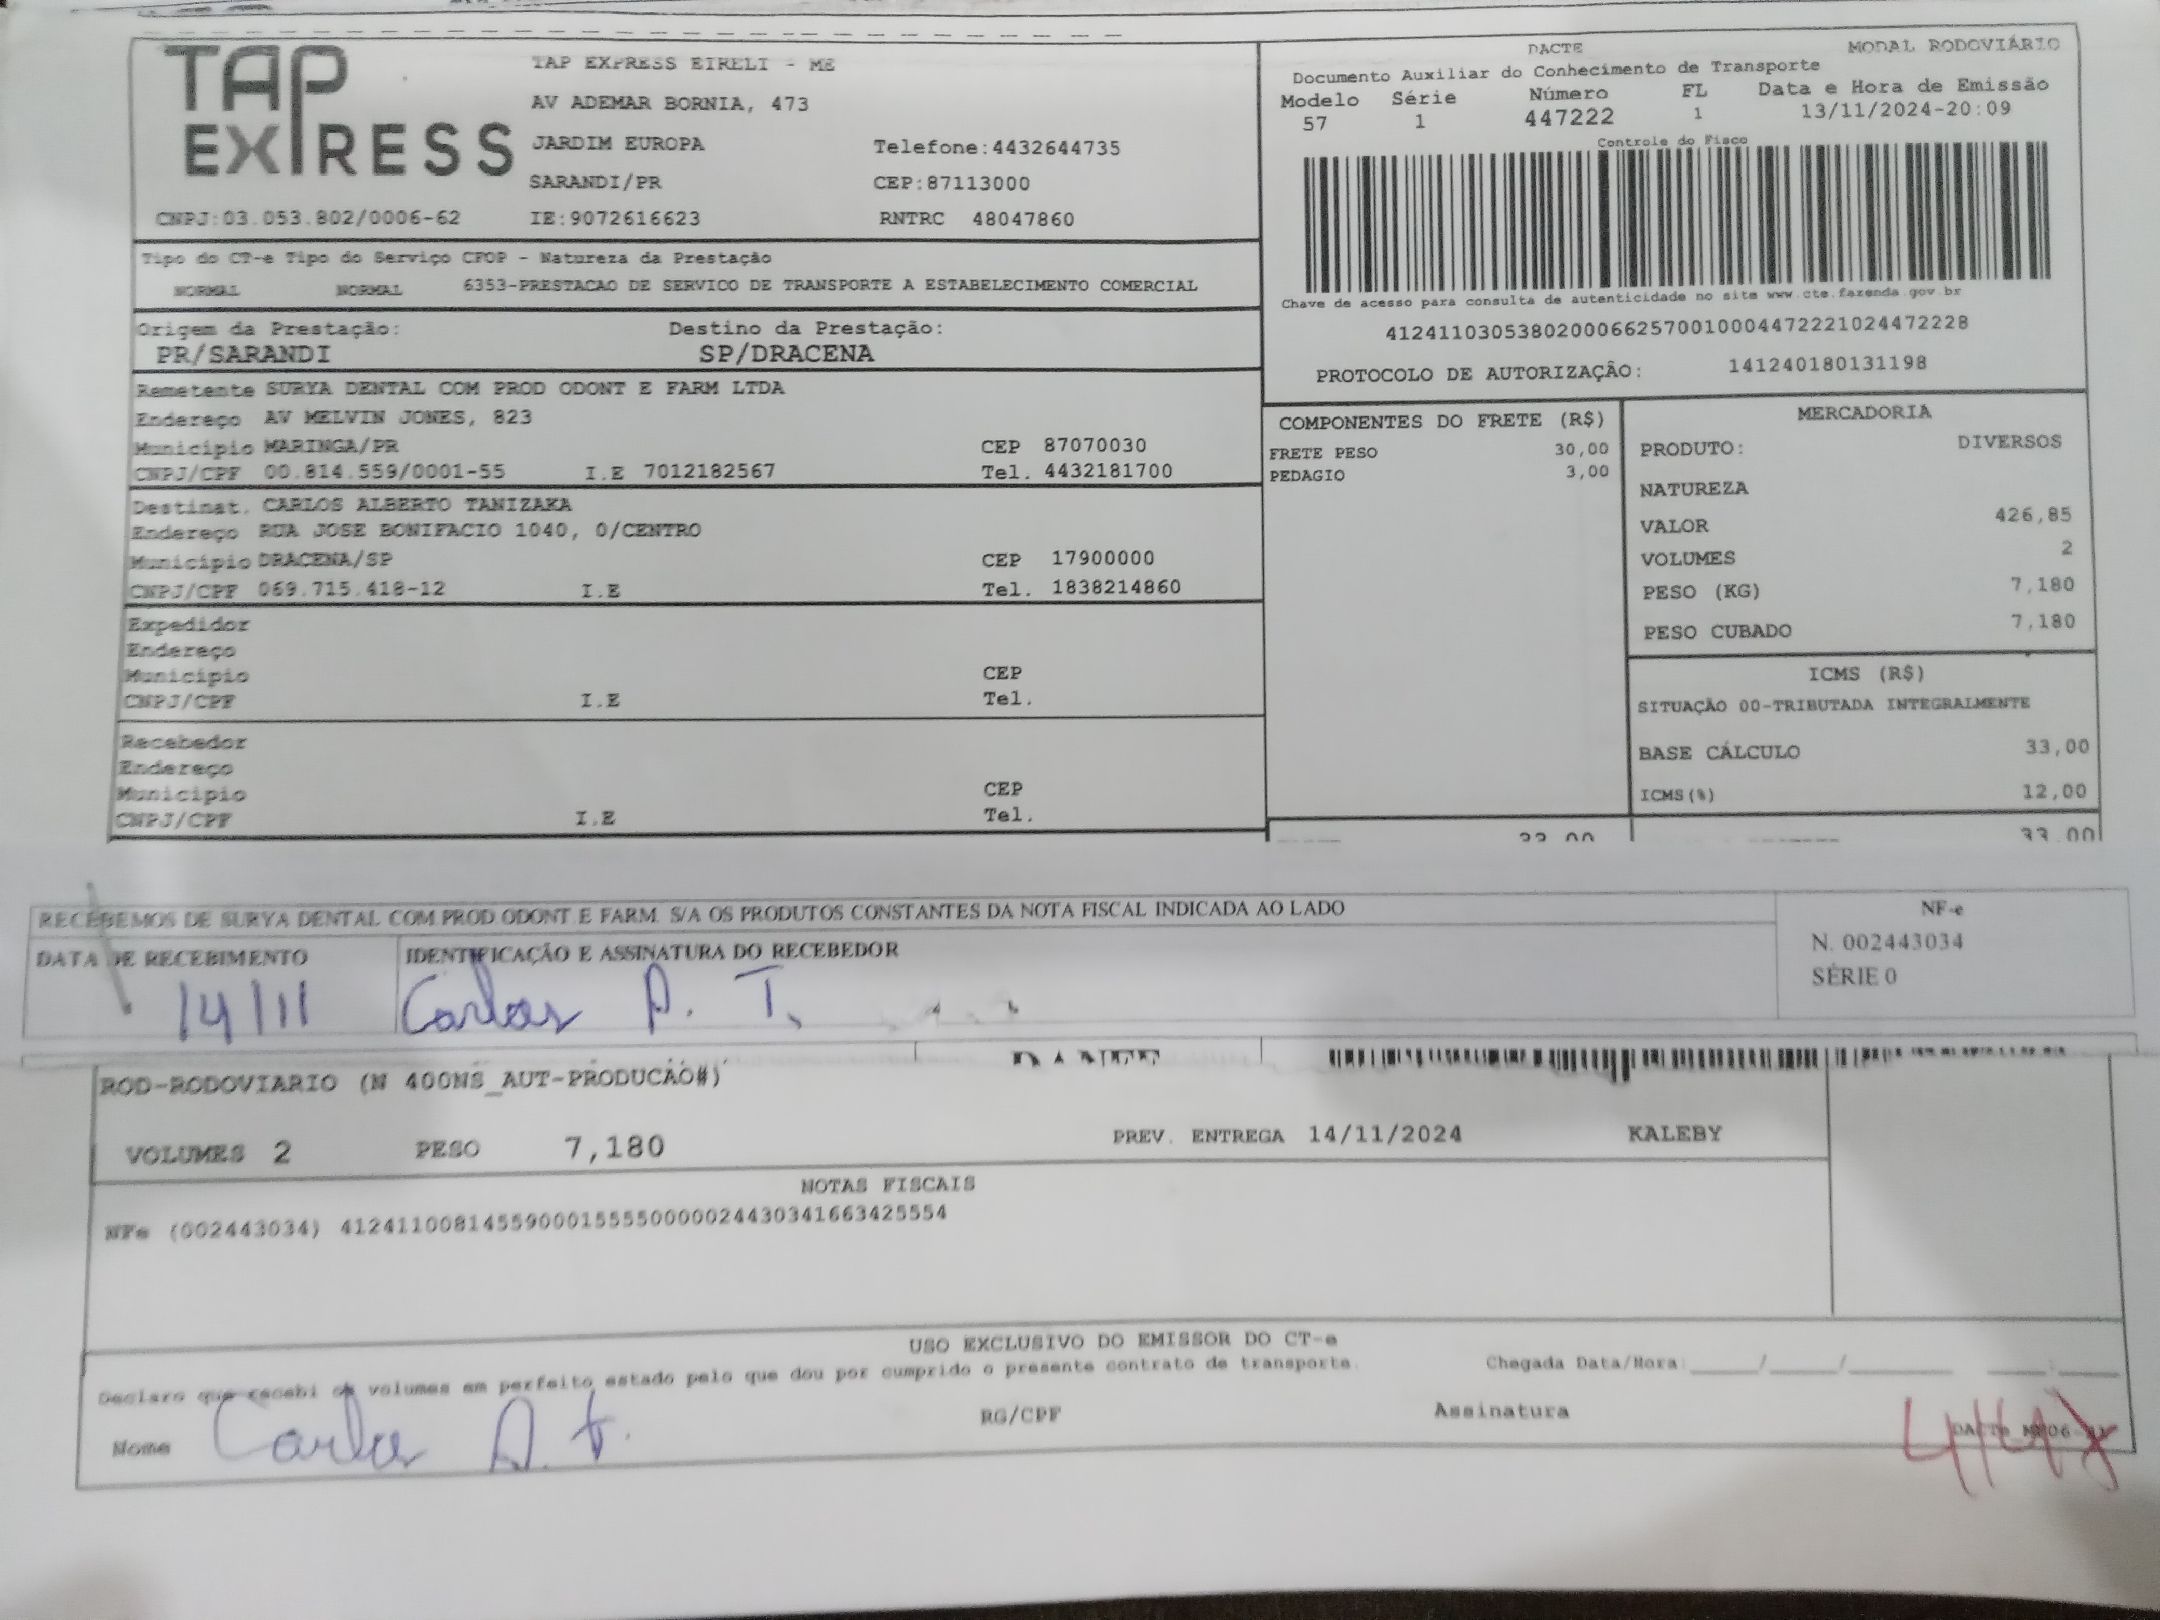 TAP EXPRESS
TAP EXPRESS EIRELI - ME
AV ADEMAR BORNIA, 473
JARDIM EUROPA Telefone:4432644735
SARANDI/PR CEP:87113000
CNPJ:03.053.802/0006-62 IE:9072616623 RNTRC 48047860
DACTE MODAL RODOVIÁRIO
Documento Auxiliar do Conhecimento de Transporte
Modelo Série Número FL Data e Hora de Emissão
57 1 447222 1 13/11/2024-20:09
Controle do Fisco
Chave de acesso para consulta de autenticidade no site www.cte.fazenda.gov.br
41241103053802000662570010004472221024472228
PROTOCOLO DE AUTORIZAÇÃO: 141240180131198
Tipo do CT-e Tipo do Serviço CFOP - Natureza da Prestação
NORMAL NORMAL 6353-PRESTACAO DE SERVICO DE TRANSPORTE A ESTABELECIMENTO COMERCIAL
Origem da Prestação: Destino da Prestação:
PR/SARANDI SP/DRACENA
Remetente SURYA DENTAL COM PROD ODONT E FARM LTDA
Endereço AV MELVIN JONES, 823
Município MARINGA/PR CEP 87070030
CNPJ/CPF 00.814.559/0001-55 I.E 7012182567 Tel. 4432181700
Destinat. CARLOS ALBERTO TANIZAKA
Endereço RUA JOSE BONIFACIO 1040, 0/CENTRO
Município DRACENA/SP CEP 17900000
CNPJ/CPF 069.715.418-12 I.E Tel. 1838214860
Expedidor
Endereço
Município CEP
CNPJ/CPF I.E Tel.
Recebedor
Endereço
Município CEP
CNPJ/CPF I.E Tel.
COMPONENTES DO FRETE (R$)
FRETE PESO 30,00
PEDAGIO 3,00
33,00
MERCADORIA
PRODUTO: DIVERSOS
NATUREZA
VALOR 426,85
VOLUMES 2
PESO (KG) 7,180
PESO CUBADO 7,180
ICMS (R$)
SITUAÇÃO 00-TRIBUTADA INTEGRALMENTE
BASE CÁLCULO 33,00
ICMS(%) 12,00
33,00
RECEBEMOS DE SURYA DENTAL COM PROD ODONT E FARM. S/A OS PRODUTOS CONSTANTES DA NOTA FISCAL INDICADA AO LADO
DATA DE RECEBIMENTO IDENTIFICAÇÃO E ASSINATURA DO RECEBEDOR
14/11 Carlos A. T.
NF-e
N. 002443034
SÉRIE 0
DANFE
ROD-RODOVIARIO (N 400NS_AUT-PRODUCAO#)
VOLUMES 2 PESO 7,180 PREV. ENTREGA 14/11/2024 KALEBY
NOTAS FISCAIS
NFe (002443034) 41241100814559000155550000024430341663425554
USO EXCLUSIVO DO EMISSOR DO CT-e
Declaro que recebi os volumes em perfeito estado pelo que dou por cumprido o presente contrato de transporte. Chegada Data/Hora:____/____/____ ___:___
Nome Carlos A. t. RG/CPF Assinatura